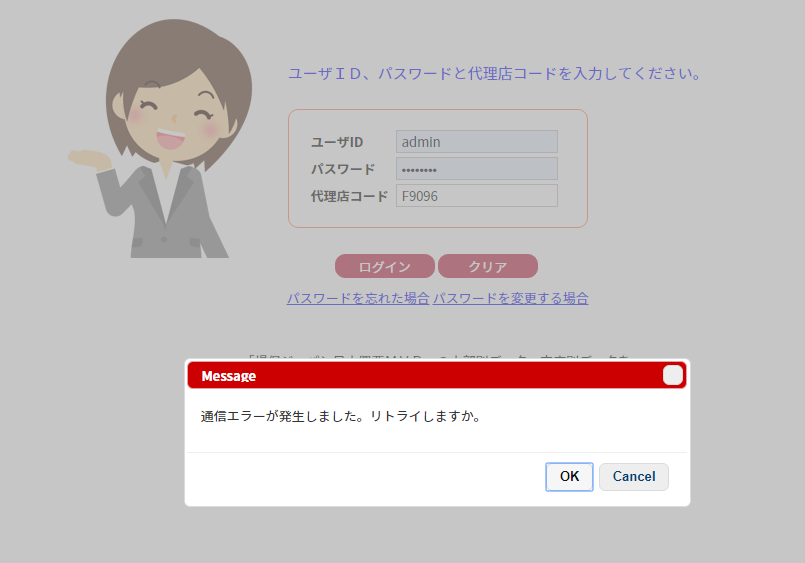 ユーザＩＤ、パスワードと代理店コードを入力してください。
ユーザID admin
パスワード ••••••••
代理店コード F9096
ログイン クリア
パスワードを忘れた場合 パスワードを変更する場合
Message
通信エラーが発生しました。リトライしますか。
OK Cancel